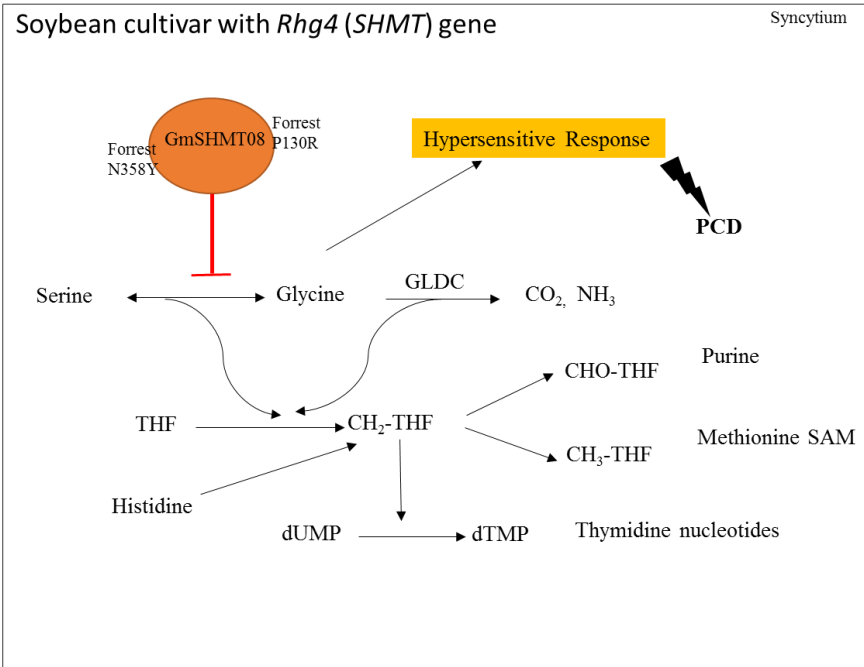 Soybean cultivar with Rhg4 (SHMT) gene
Syncytium
GmSHMT08
Forrest
P130R
Forrest
N358Y
Hypersensitive Response
PCD
Serine
Glycine
GLDC
CO₂, NH₃
CHO-THF
Purine
THF
CH₂-THF
Methionine SAM
CH₃-THF
Histidine
dUMP
dTMP
Thymidine nucleotides